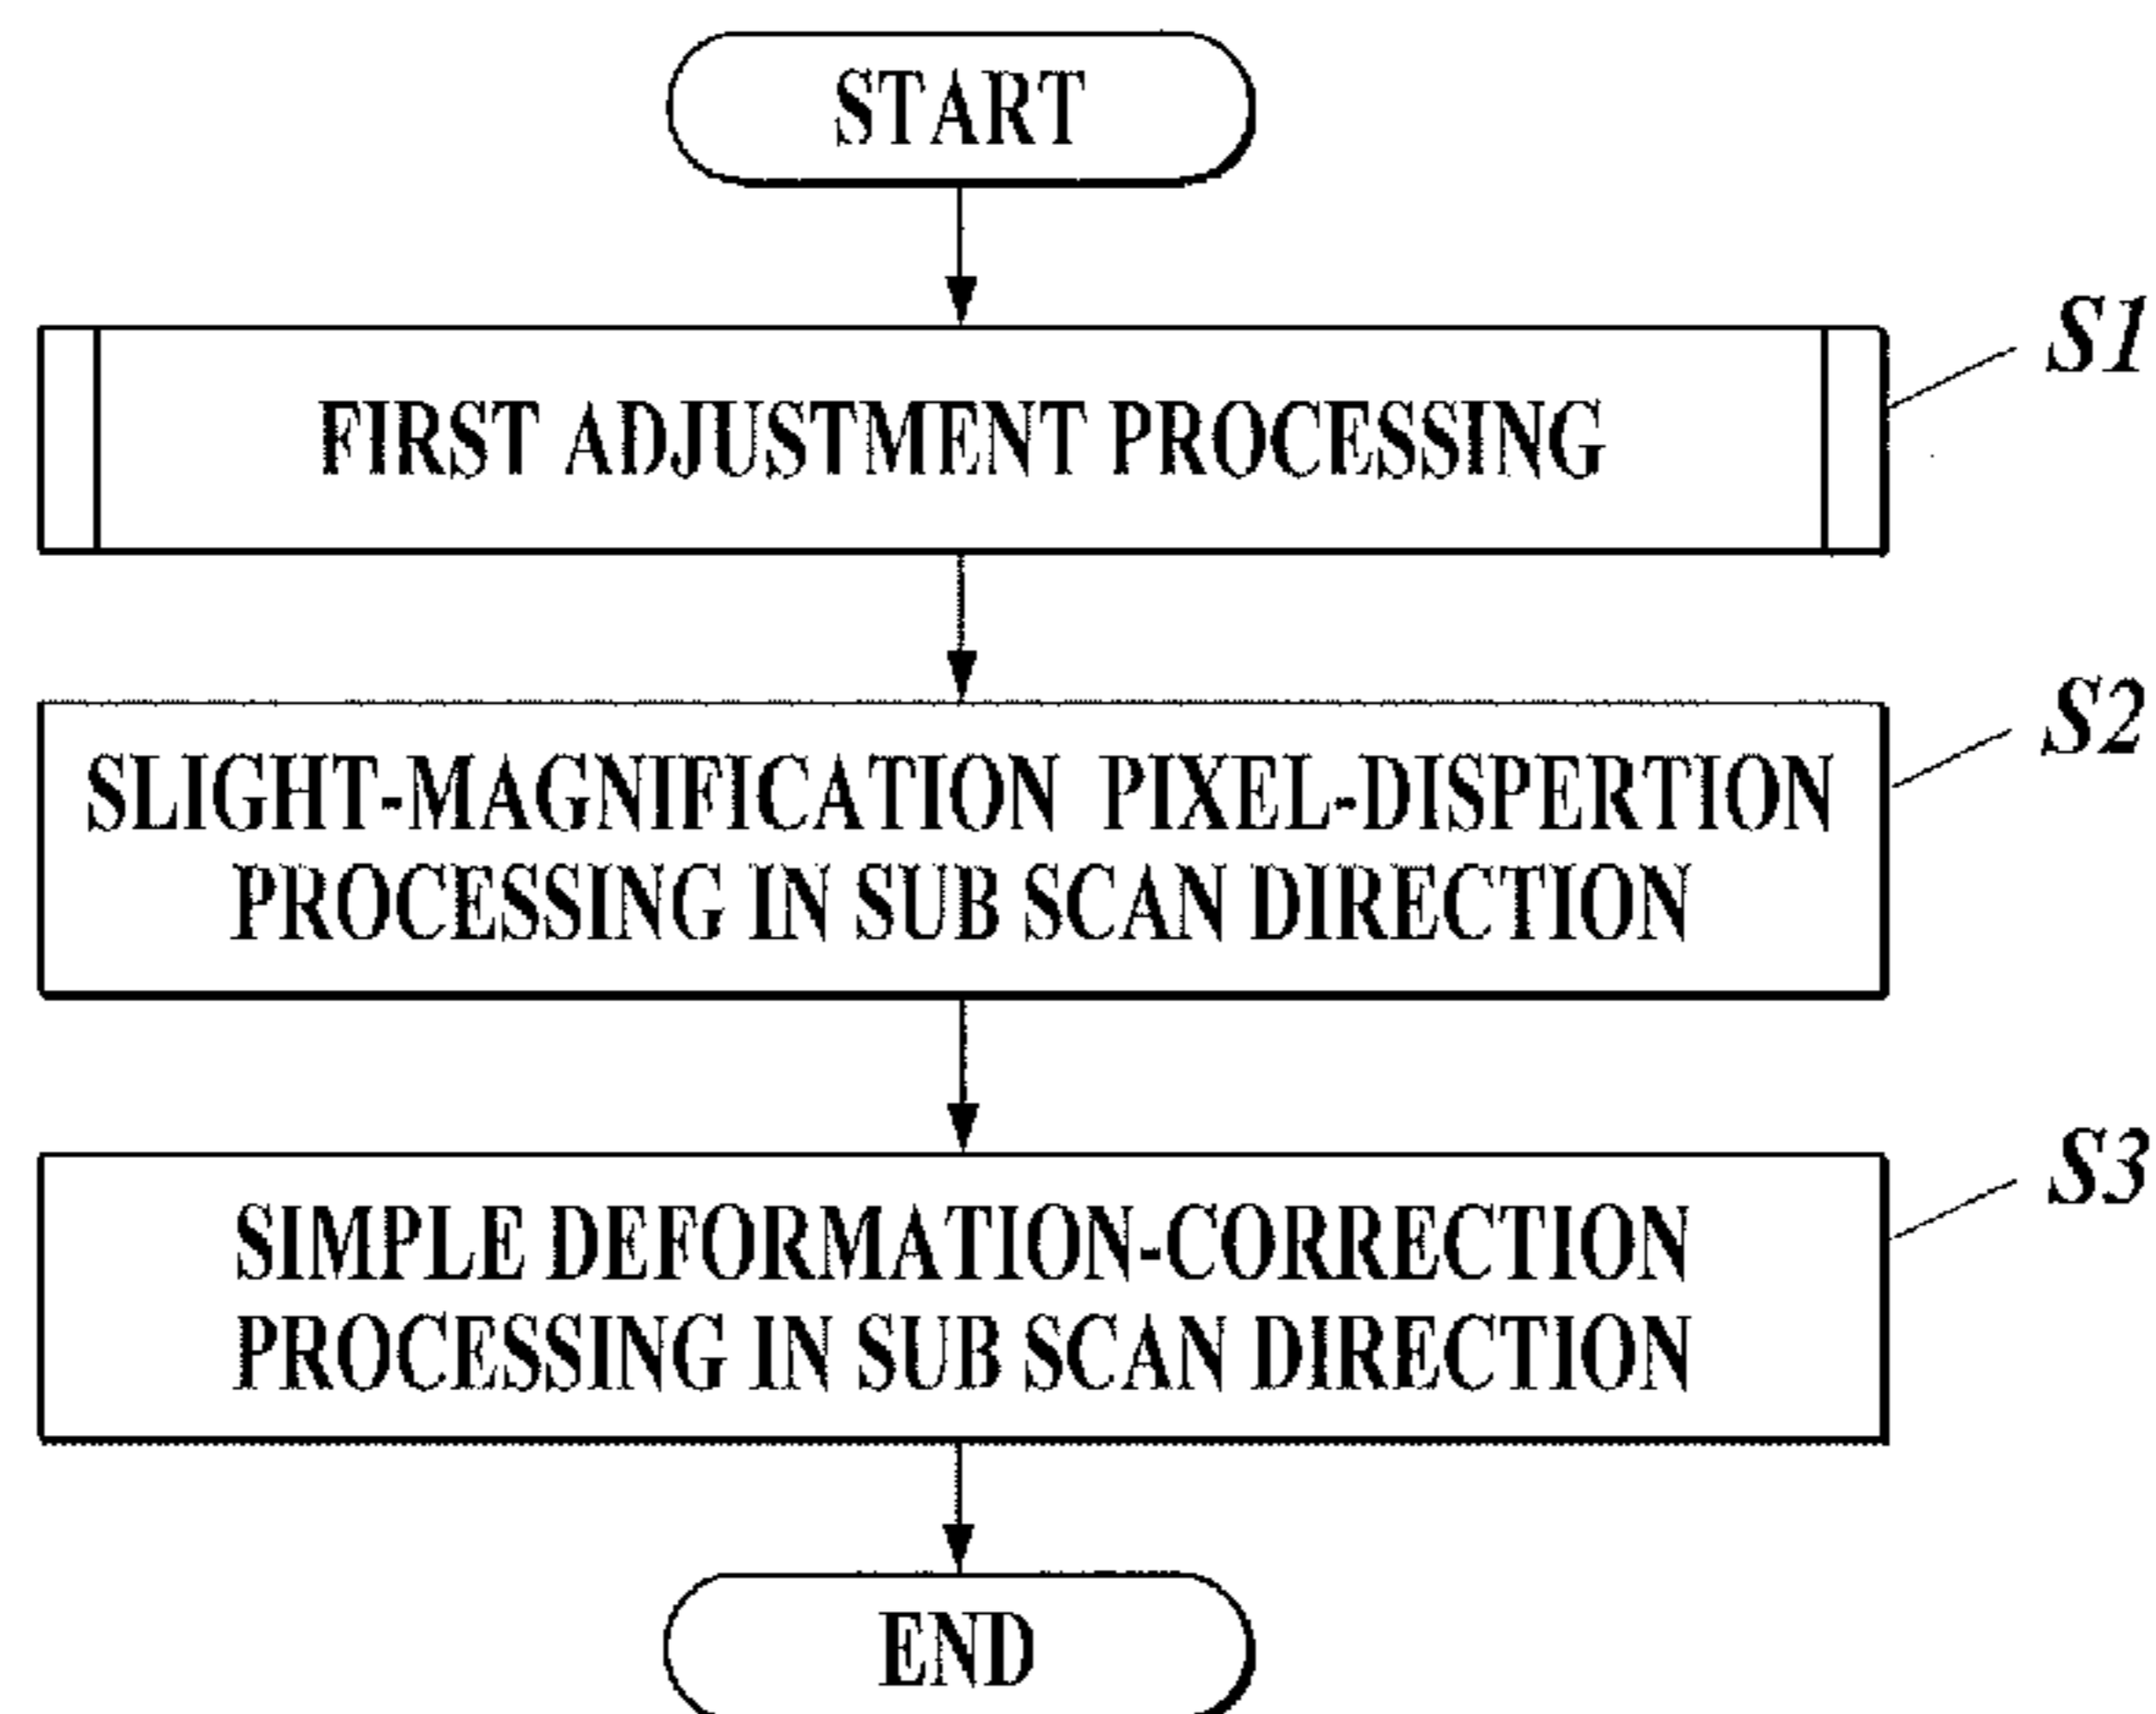 START
S1
FIRST ADJUSTMENT PROCESSING
S2
SLIGHT-MAGNIFICATION PIXEL-DISPERTION
PROCESSING IN SUB SCAN DIRECTION
S3
SIMPLE DEFORMATION-CORRECTION
PROCESSING IN SUB SCAN DIRECTION
END